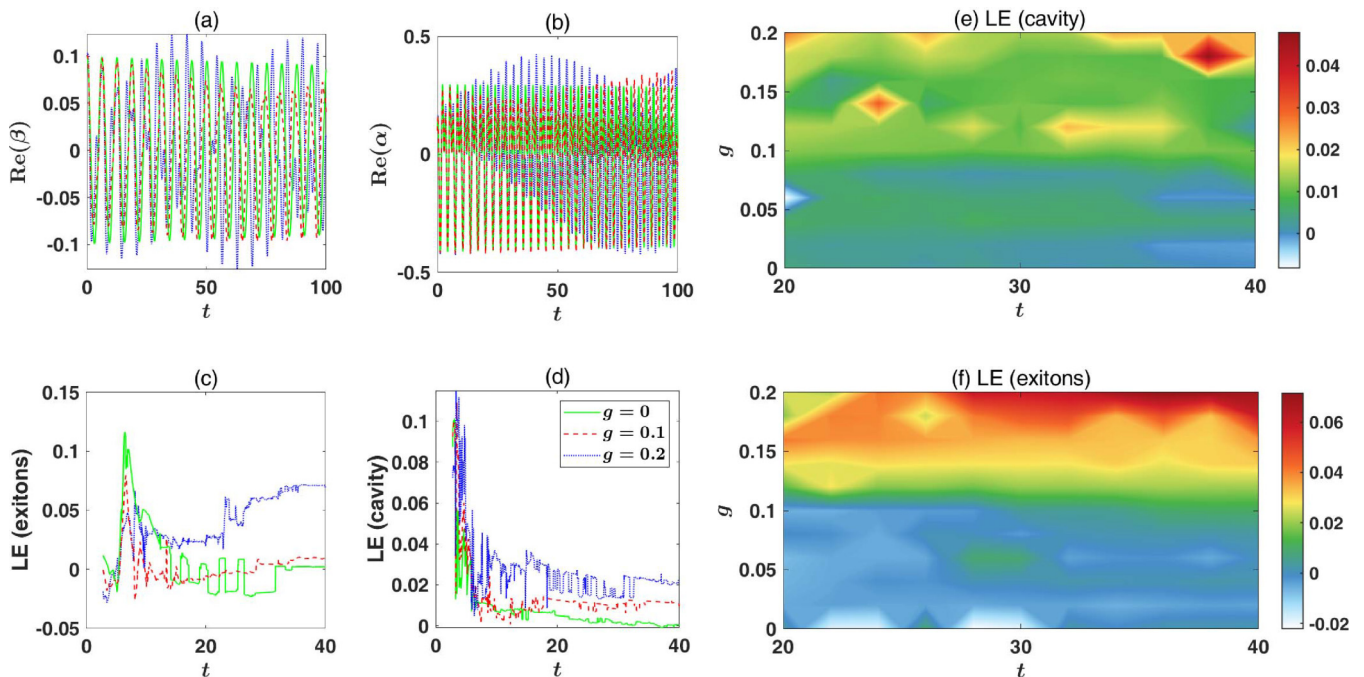 (a)
0.1
0.05
0
-0.05
-0.1
Re(β)
0 50 100
t
(b)
0.5
0
-0.5
Re(α)
0 50 100
t
(e) LE (cavity)
0.2
0.15
0.1
0.05
0
g
20 30 40
t
0.04
0.03
0.02
0.01
0
(c)
0.15
0.1
0.05
0
-0.05
LE (exitons)
0 20 40
t
(d)
0.1
0.08
0.06
0.04
0.02
0
LE (cavity)
0 20 40
t
g = 0
g = 0.1
g = 0.2
(f) LE (exitons)
0.2
0.15
0.1
0.05
0
g
20 30 40
t
0.06
0.04
0.02
0
-0.02